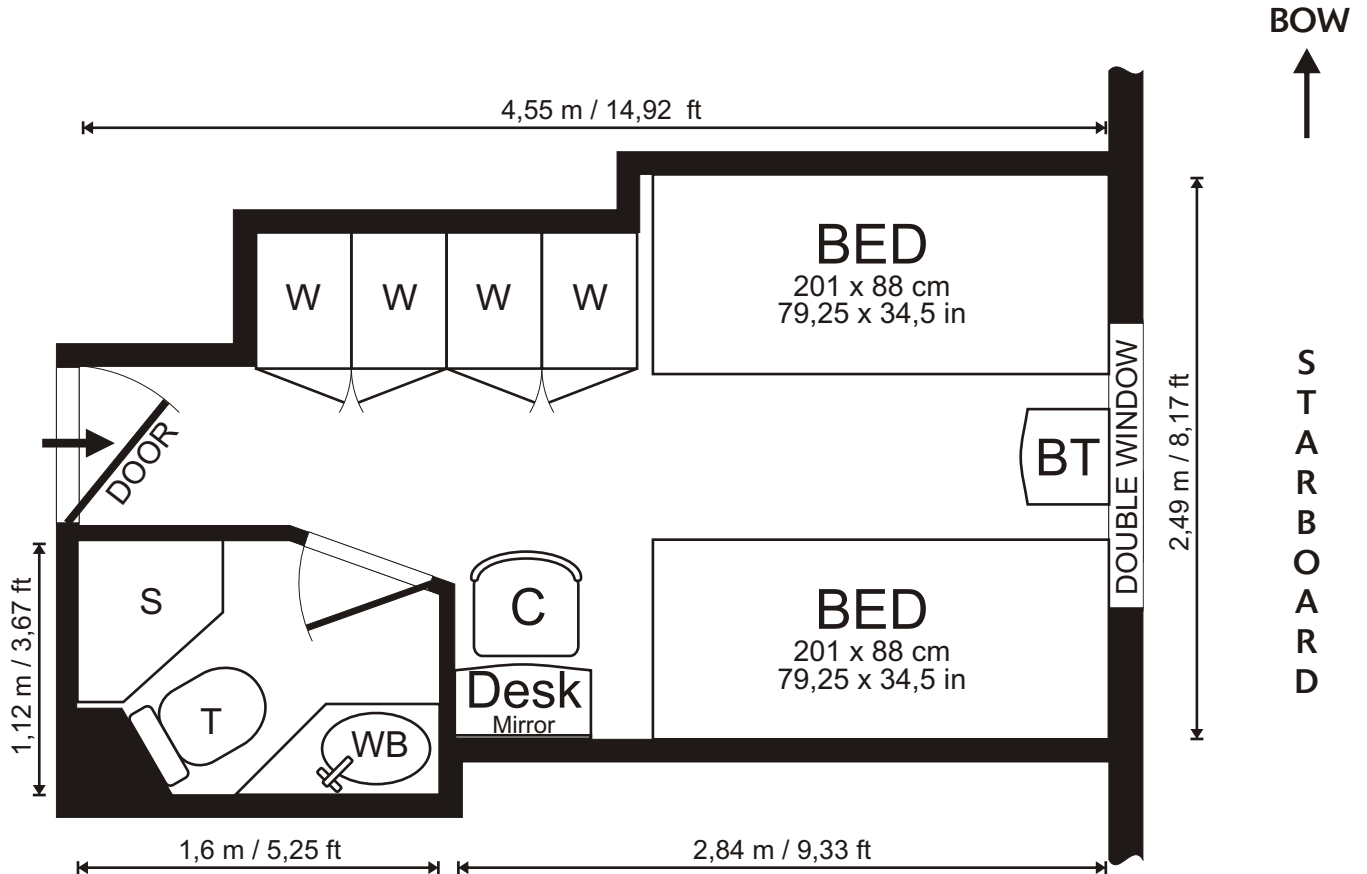 BOW
4,55 m / 14,92 ft
BED
201 x 88 cm
79,25 x 34,5 in
W
W
W
W
DOOR
BT
DOUBLE WINDOW
2,49 m / 8,17 ft
STARBOARD
S
C
BED
201 x 88 cm
79,25 x 34,5 in
1,12 m / 3,67 ft
T
WB
Desk
Mirror
1,6 m / 5,25 ft
2,84 m / 9,33 ft